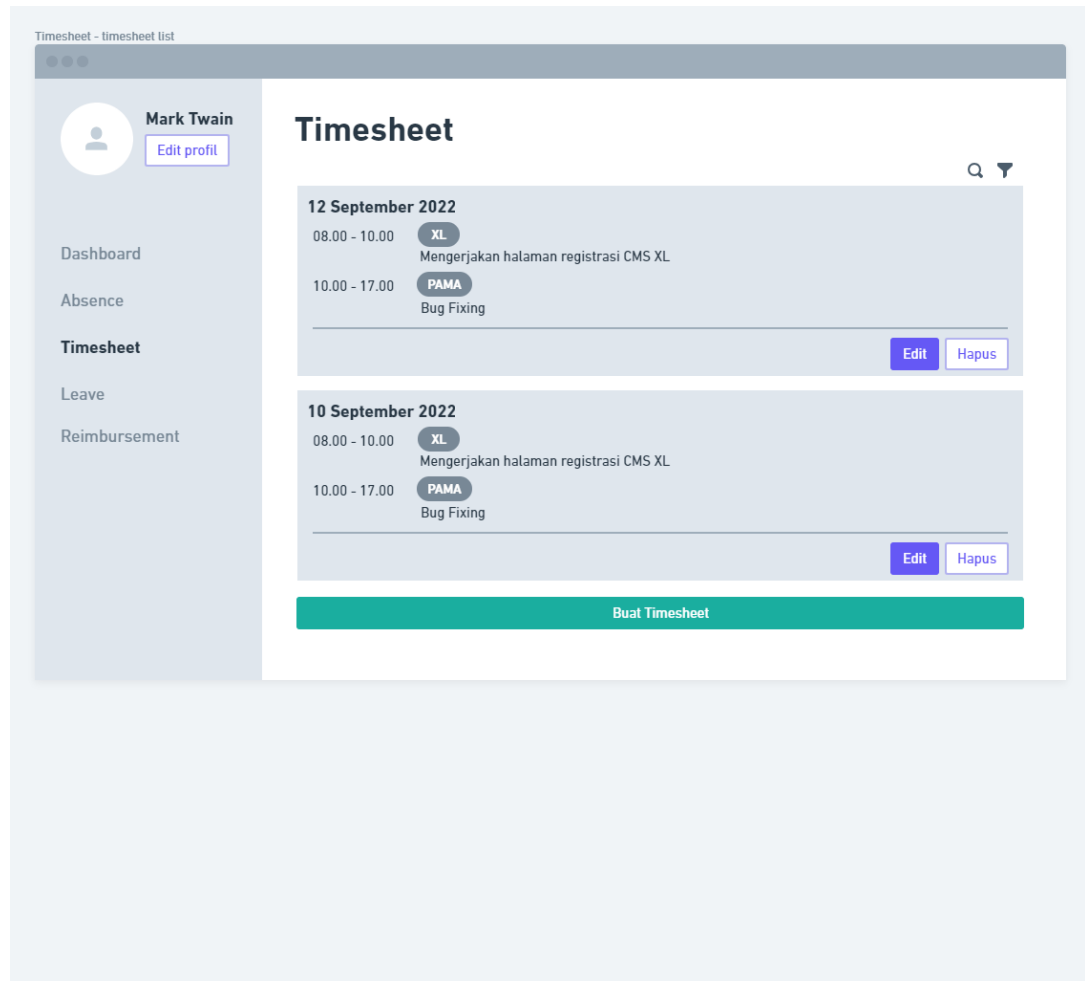 Timesheet - timesheet list
Mark Twain
Edit profil
Dashboard
Absence
Timesheet
Leave
Reimbursement
Timesheet
12 September 2022
08.00 - 10.00 XL
Mengerjakan halaman registrasi CMS XL
10.00 - 17.00 PAMA
Bug Fixing
Edit Hapus
10 September 2022
08.00 - 10.00 XL
Mengerjakan halaman registrasi CMS XL
10.00 - 17.00 PAMA
Bug Fixing
Edit Hapus
Buat Timesheet